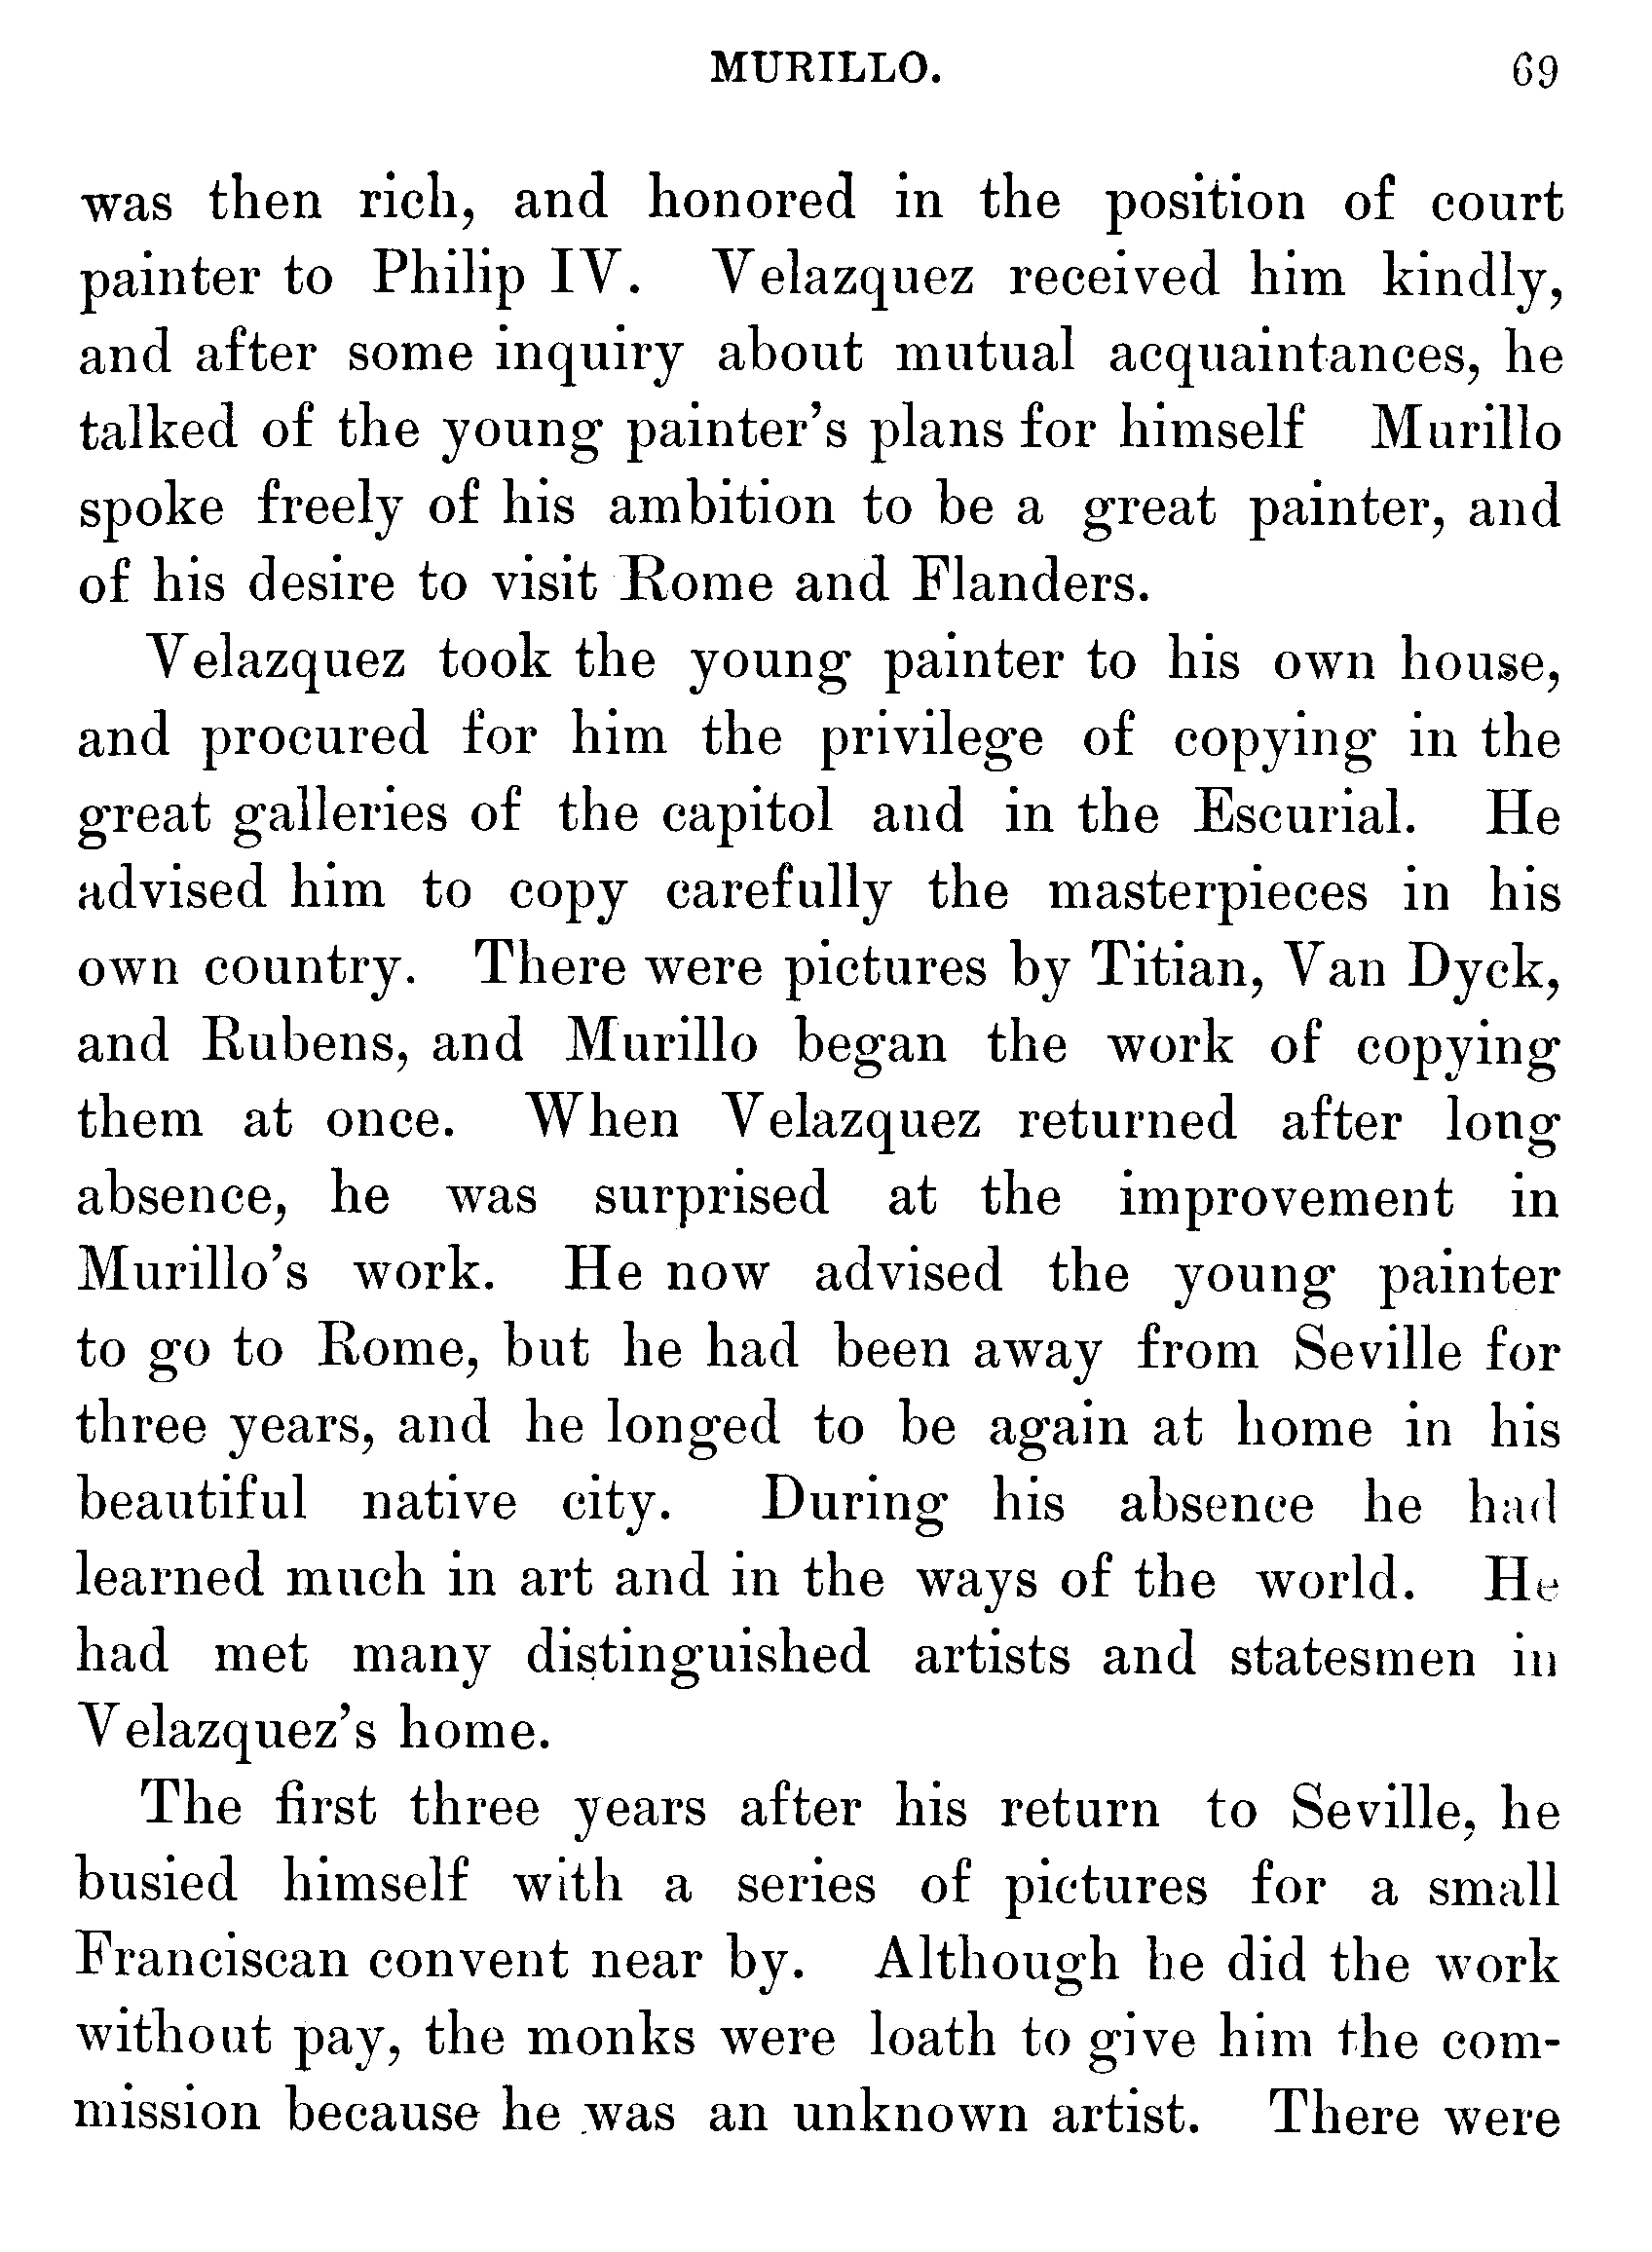 MURILLO. 69
was then rich, and honored in the position of court
painter to Philip IV. Velazquez received him kindly,
and after some inquiry about mutual acquaintances, he
talked of the young painter's plans for himself Murillo
spoke freely of his ambition to be a great painter, and
of his desire to visit Rome and Flanders.
Velazquez took the young painter to his own house,
and procured for him the privilege of copying in the
great galleries of the capitol and in the Escurial. He
advised him to copy carefully the masterpieces in his
own country. There were pictures by Titian, Van Dyck,
and Rubens, and Murillo began the work of copying
them at once. When Velazquez returned after long
absence, he was surprised at the improvement in
Murillo's work. He now advised the young painter
to go to Rome, but he had been away from Seville for
three years, and he longed to be again at home in his
beautiful native city. During his absence he had
learned much in art and in the ways of the world. He
had met many distinguished artists and statesmen in
Velazquez's home.
The first three years after his return to Seville, he
busied himself with a series of pictures for a small
Franciscan convent near by. Although he did the work
without pay, the monks were loath to give him the com-
mission because he was an unknown artist. There were